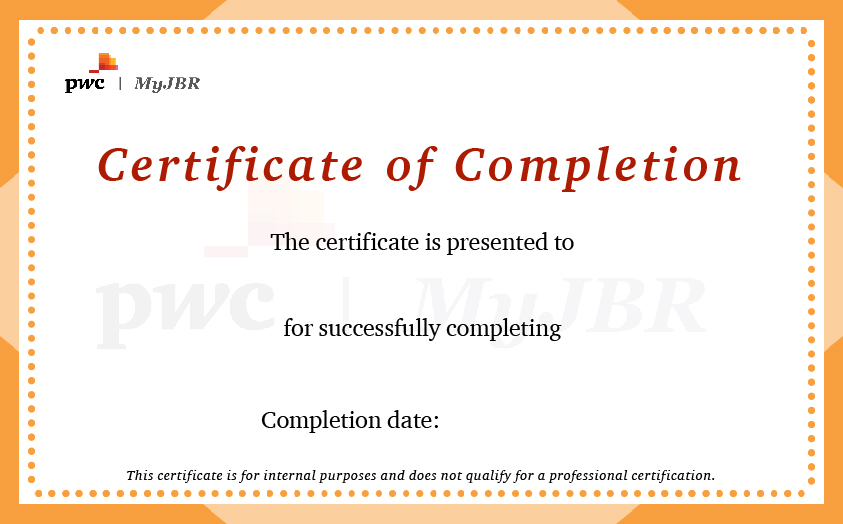 pwc | MyJBR
Certificate of Completion
The certificate is presented to
pwc | MyJBR
for successfully completing
Completion date:
This certificate is for internal purposes and does not qualify for a professional certification.